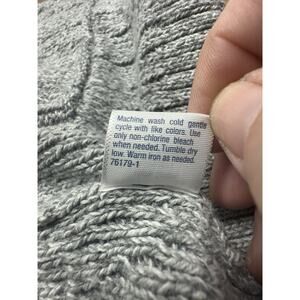 Machine wash cold gentle
cycle with like colors. Use
only non-chlorine bleach
when needed. Tumble dry
low. Warm iron as needed.
76179-1